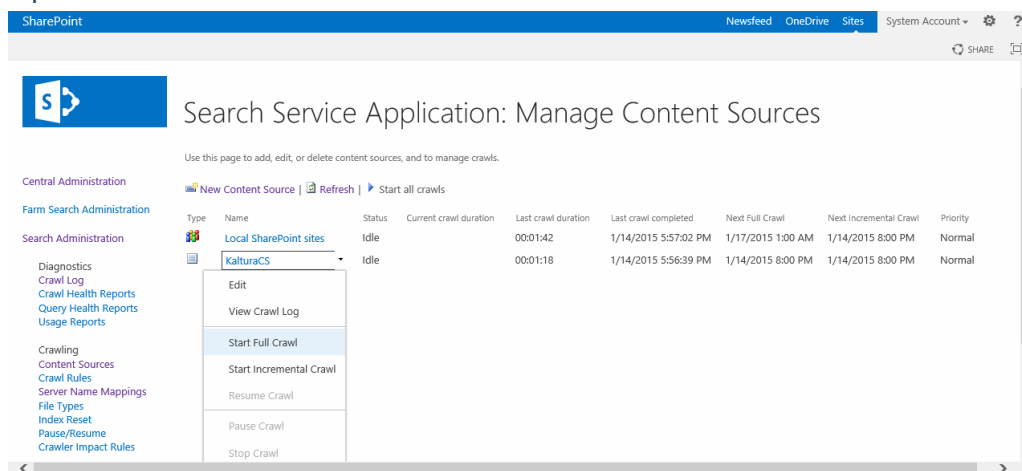 SharePoint Newsfeed OneDrive Sites System Account ?
SHARE
S
Search Service Application: Manage Content Sources
Use this page to add, edit, or delete content sources, and to manage crawls.
Central Administration
Farm Search Administration
Search Administration
Diagnostics
Crawl Log
Crawl Health Reports
Query Health Reports
Usage Reports
Crawling
Content Sources
Crawl Rules
Server Name Mappings
File Types
Index Reset
Pause/Resume
Crawler Impact Rules
New Content Source | Refresh | Start all crawls
Type Name Status Current crawl duration Last crawl duration Last crawl completed Next Full Crawl Next Incremental Crawl Priority
Local SharePoint sites Idle 00:01:42 1/14/2015 5:57:02 PM 1/17/2015 1:00 AM 1/14/2015 8:00 PM Normal
KalturaCS Idle 00:01:18 1/14/2015 5:56:39 PM 1/14/2015 8:00 PM 1/14/2015 8:00 PM Normal
Edit
View Crawl Log
Start Full Crawl
Start Incremental Crawl
Resume Crawl
Pause Crawl
Stop Crawl